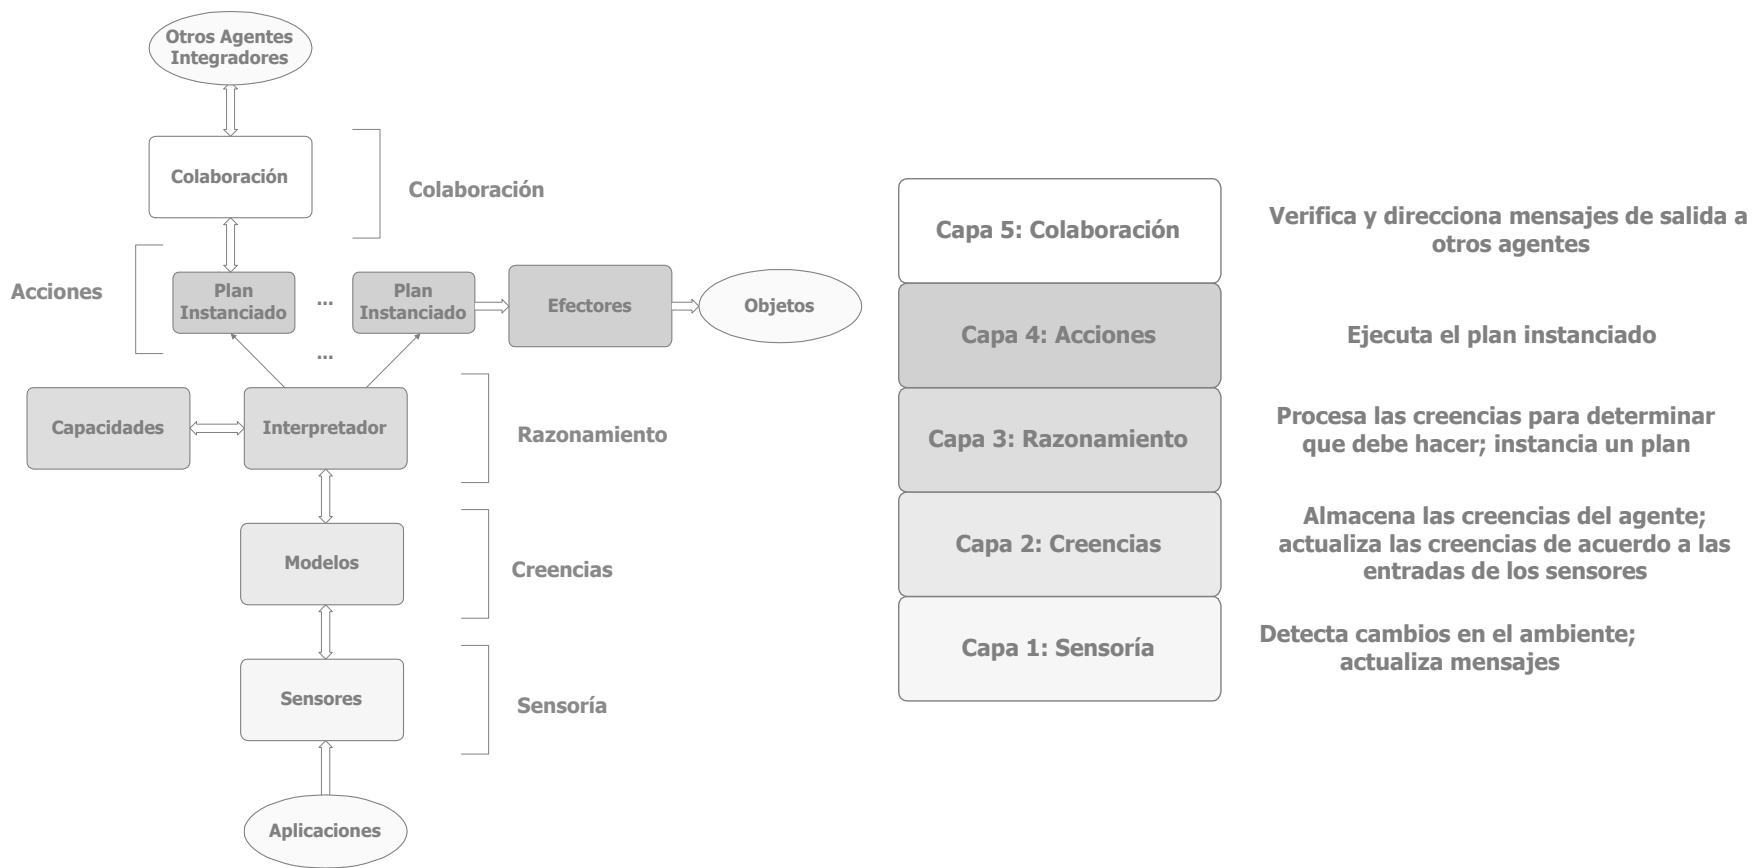 Otros Agentes
Integradores
Colaboración
Colaboración
Acciones
Plan
Instanciado
...
Plan
Instanciado
Efectores
Objetos
...
Capacidades
Interpretador
Razonamiento
Modelos
Creencias
Sensores
Sensoría
Aplicaciones
Capa 5: Colaboración
Verifica y direcciona mensajes de salida a
otros agentes
Capa 4: Acciones
Ejecuta el plan instanciado
Capa 3: Razonamiento
Procesa las creencias para determinar
que debe hacer; instancia un plan
Capa 2: Creencias
Almacena las creencias del agente;
actualiza las creencias de acuerdo a las
entradas de los sensores
Capa 1: Sensoría
Detecta cambios en el ambiente;
actualiza mensajes